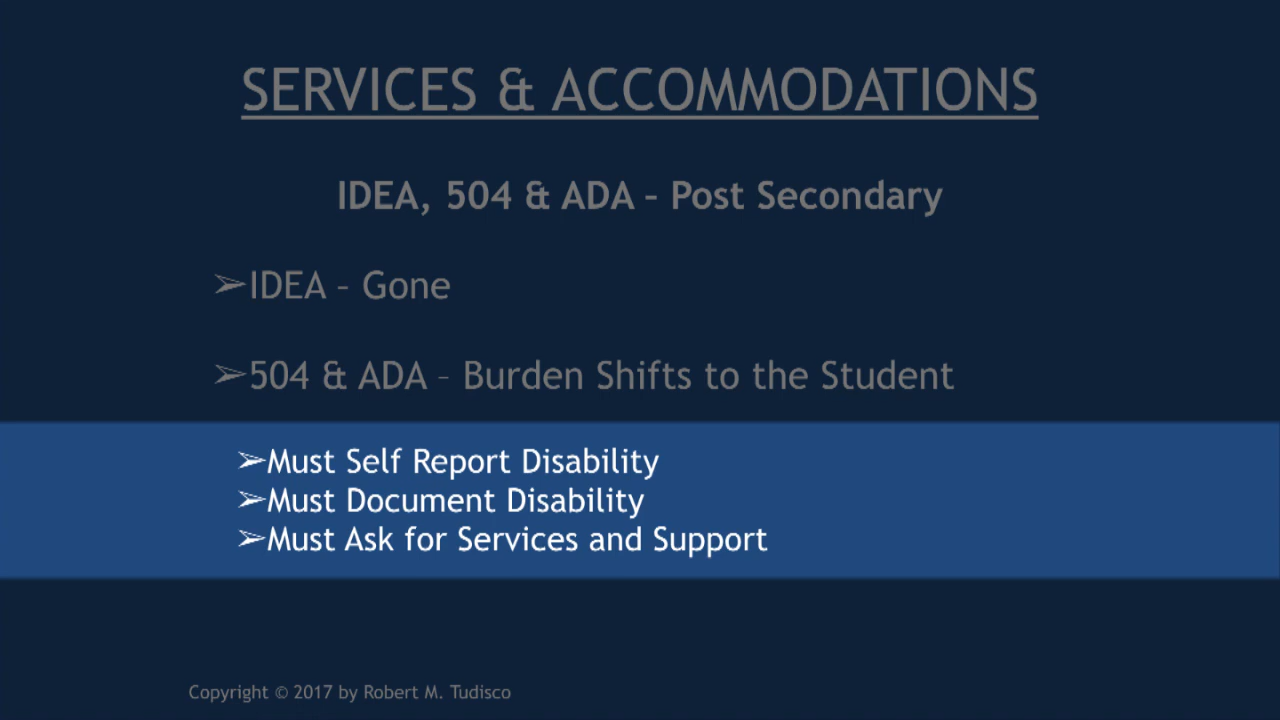 SERVICES & ACCOMMODATIONS
IDEA, 504 & ADA – Post Secondary
➢IDEA – Gone
➢504 & ADA – Burden Shifts to the Student
➢Must Self Report Disability
➢Must Document Disability
➢Must Ask for Services and Support
Copyright © 2017 by Robert M. Tudisco